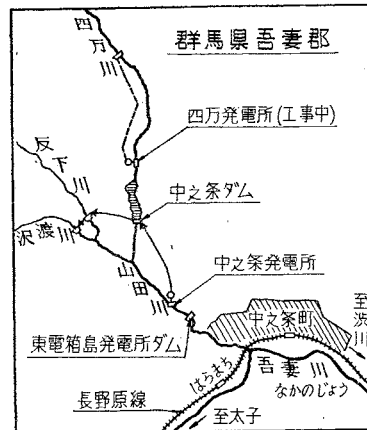 群馬県吾妻郡
四万川
四万発電所(工事中)
反下川
中之条ダム
沢渡川
山田川
中之条発電所
至渋川
中之条町
東電箱島発電所ダム
吾妻川
はらまち
なかのじょう
長野原線
至太子